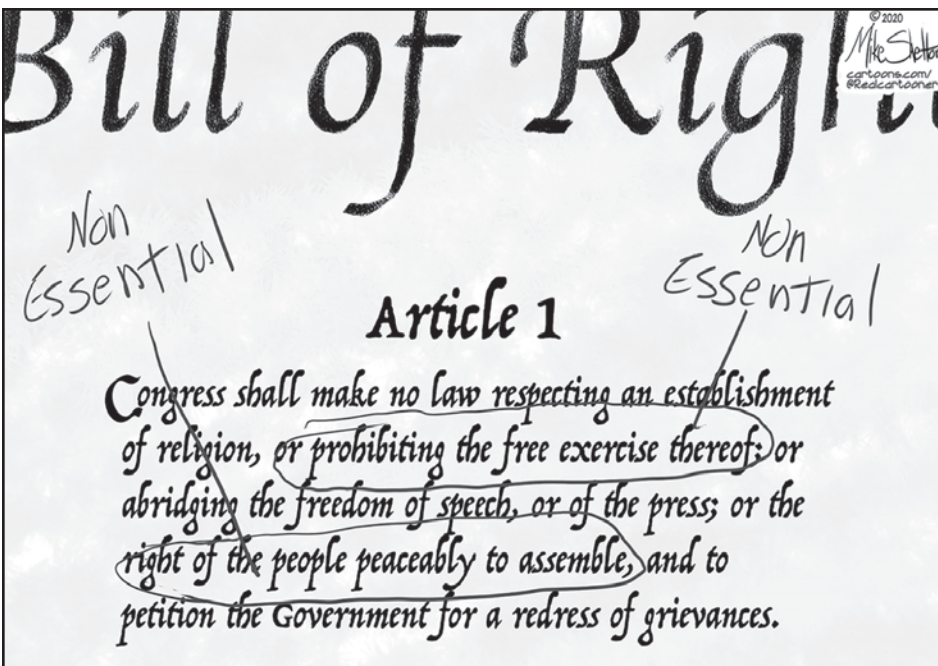 Bill of Right
© 2020
Mike Shelton
cartoons.com/
@Redcartooner
Non
Essential
Non
Essential
Article 1
Congress shall make no law respecting an establishment
of religion, or prohibiting the free exercise thereof; or
abridging the freedom of speech, or of the press; or the
right of the people peaceably to assemble, and to
petition the Government for a redress of grievances.